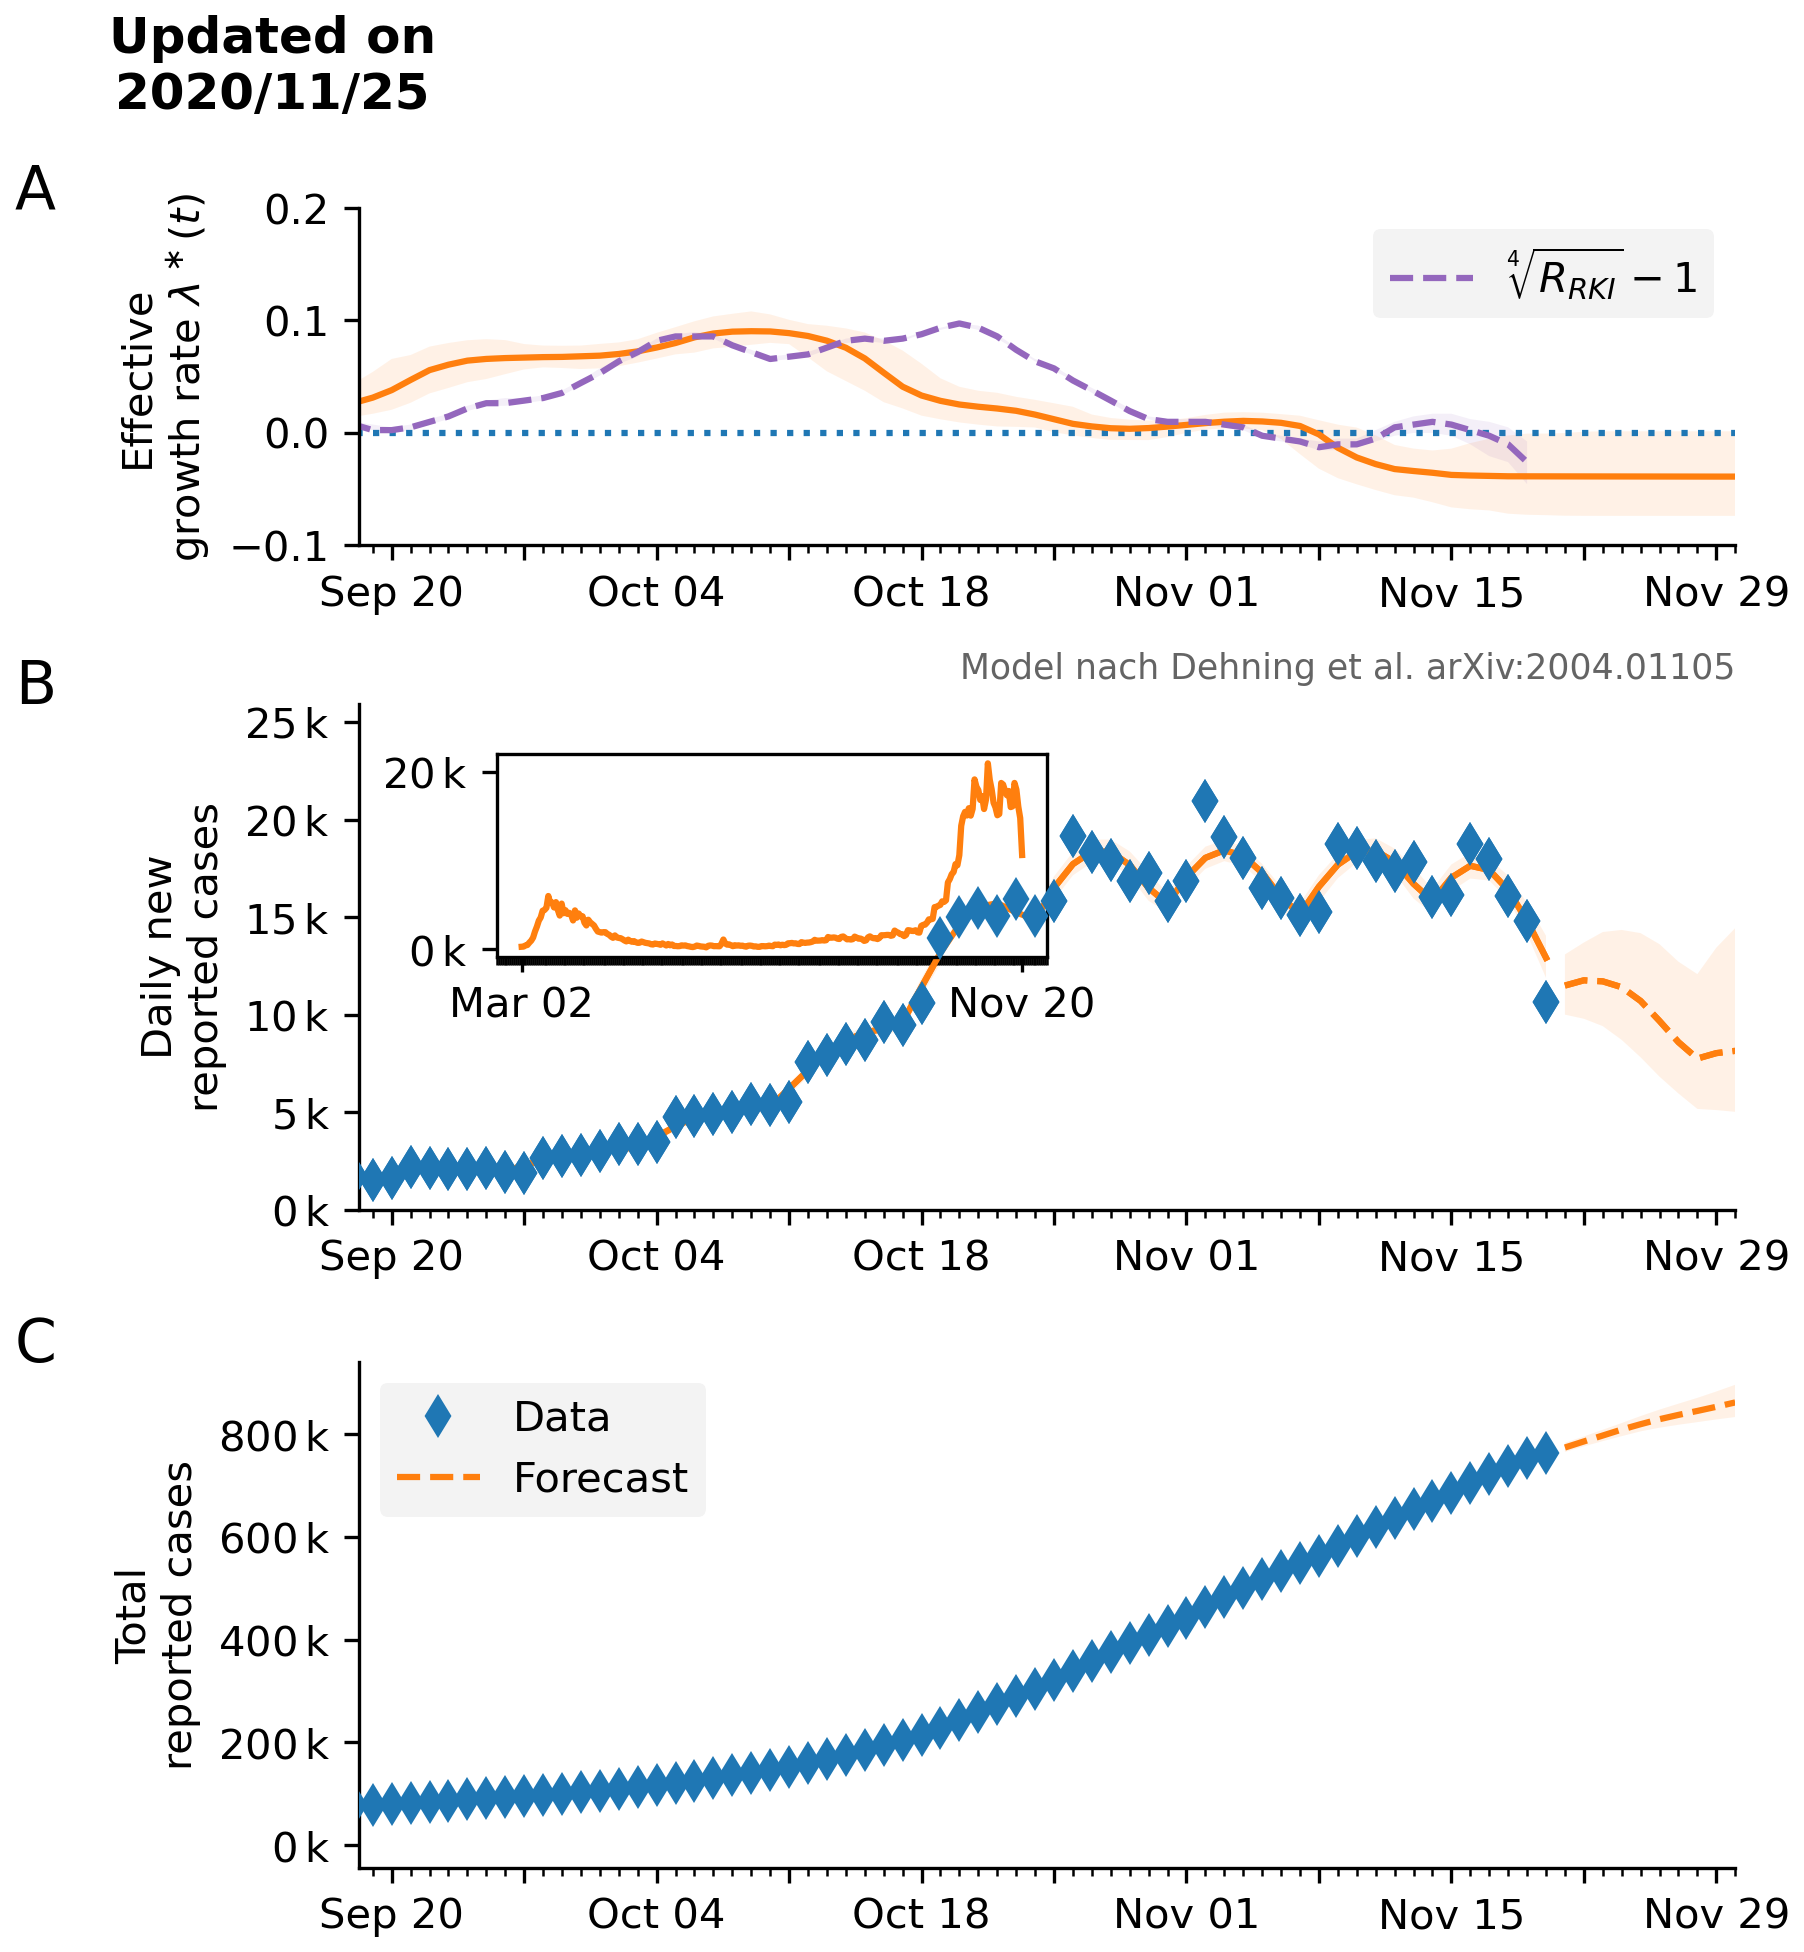 Updated on
2020/11/25
A
Effective
growth rate λ * (t)
0.2
0.1
0.0
−0.1
∜R_RKI − 1
Sep 20 Oct 04 Oct 18 Nov 01 Nov 15 Nov 29
Model nach Dehning et al. arXiv:2004.01105
B
Daily new
reported cases
25 k
20 k
15 k
10 k
5 k
0 k
20 k
0 k
Mar 02 Nov 20
Sep 20 Oct 04 Oct 18 Nov 01 Nov 15 Nov 29
C
Total
reported cases
800 k
600 k
400 k
200 k
0 k
Data
Forecast
Sep 20 Oct 04 Oct 18 Nov 01 Nov 15 Nov 29